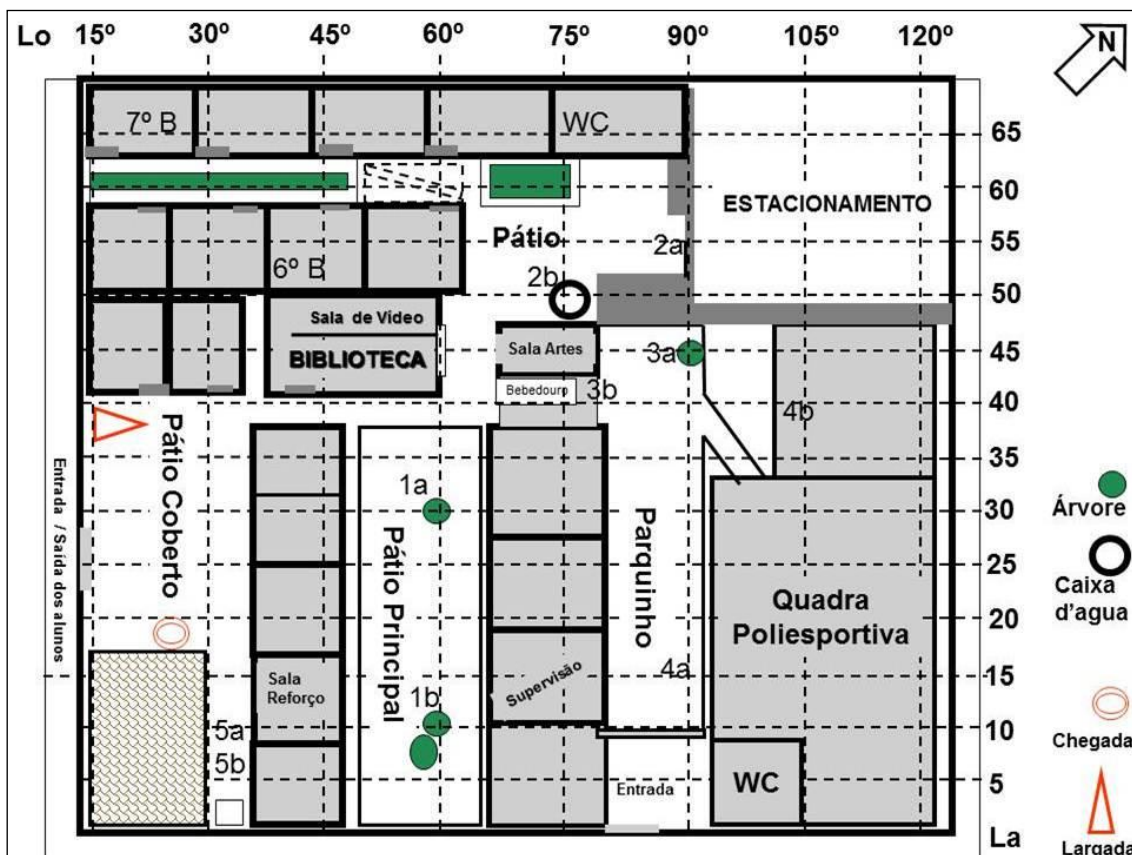 Lo 15º 30º 45º 60º 75º 90º 105º 120º
N
7º B
WC
65
60
ESTACIONAMENTO
Pátio
2a
55
6º B
2b
50
Sala de Vídeo
BIBLIOTECA
Sala Artes
3a
45
Bebedouro
3b
4b
40
Pátio Coberto
35
Entrada / Saída dos alunos
1a
30
Árvore
Pátio Principal
Parquinho
25
Quadra
Poliesportiva
20
Caixa
d'agua
Sala
Reforço
Supervisão
4a
15
1b
5a
10
Chegada
5b
WC
5
Entrada
La
Largada